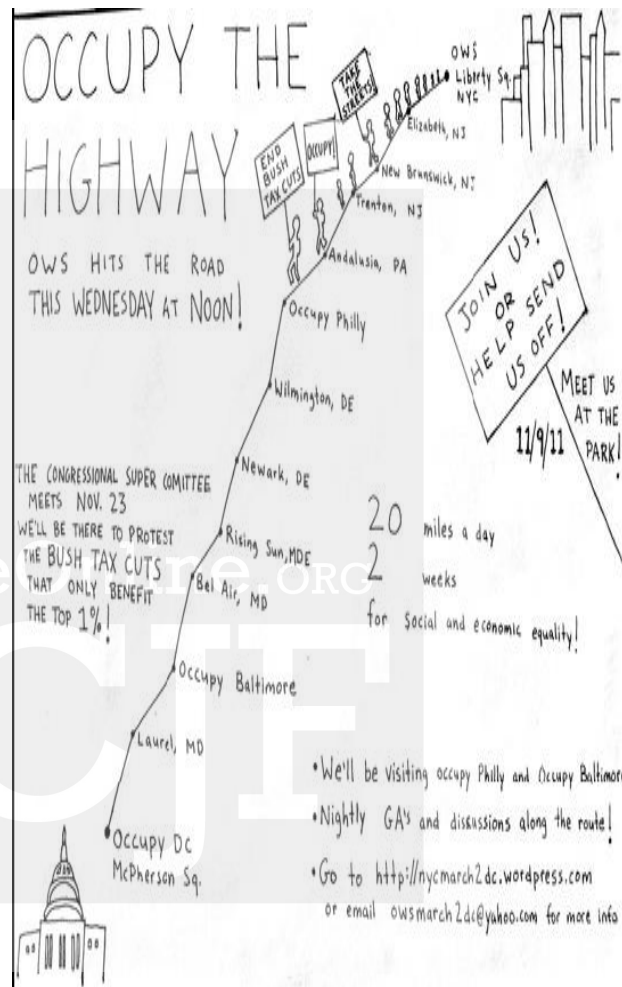 OCCUPY THE
HIGHWAY
OWS HITS THE ROAD
THIS WEDNESDAY AT NOON!
OWS
Liberty Sq.
NYC
Elizabeth, NJ
New Brunswick, NJ
Trenton, NJ
Andalusia, PA
Occupy Philly
Wilmington, DE
Newark, DE
Rising Sun, MDE
Bel Air, MD
Occupy Baltimore
Laurel, MD
Occupy DC
McPherson Sq.
TAKE
THE
STREETS!
OCCUPY!
END
BUSH
TAX CUTS
JOIN US!
OR
HELP SEND
US OFF!
MEET US
AT THE
PARK!
11/9/11
THE CONGRESSIONAL SUPER COMITTEE
MEETS NOV. 23
WE'LL BE THERE TO PROTEST
THE BUSH TAX CUTS
THAT ONLY BENEFIT
THE TOP 1%!
20 miles a day
2 weeks
for social and economic equality!
•We'll be visiting occupy Philly and Occupy Baltimore
•Nightly GA's and discussions along the route!
•Go to http://nycmarch2dc.wordpress.com
or email owsmarch2dc@yahoo.com for more info
eOnline.ORG
CJF